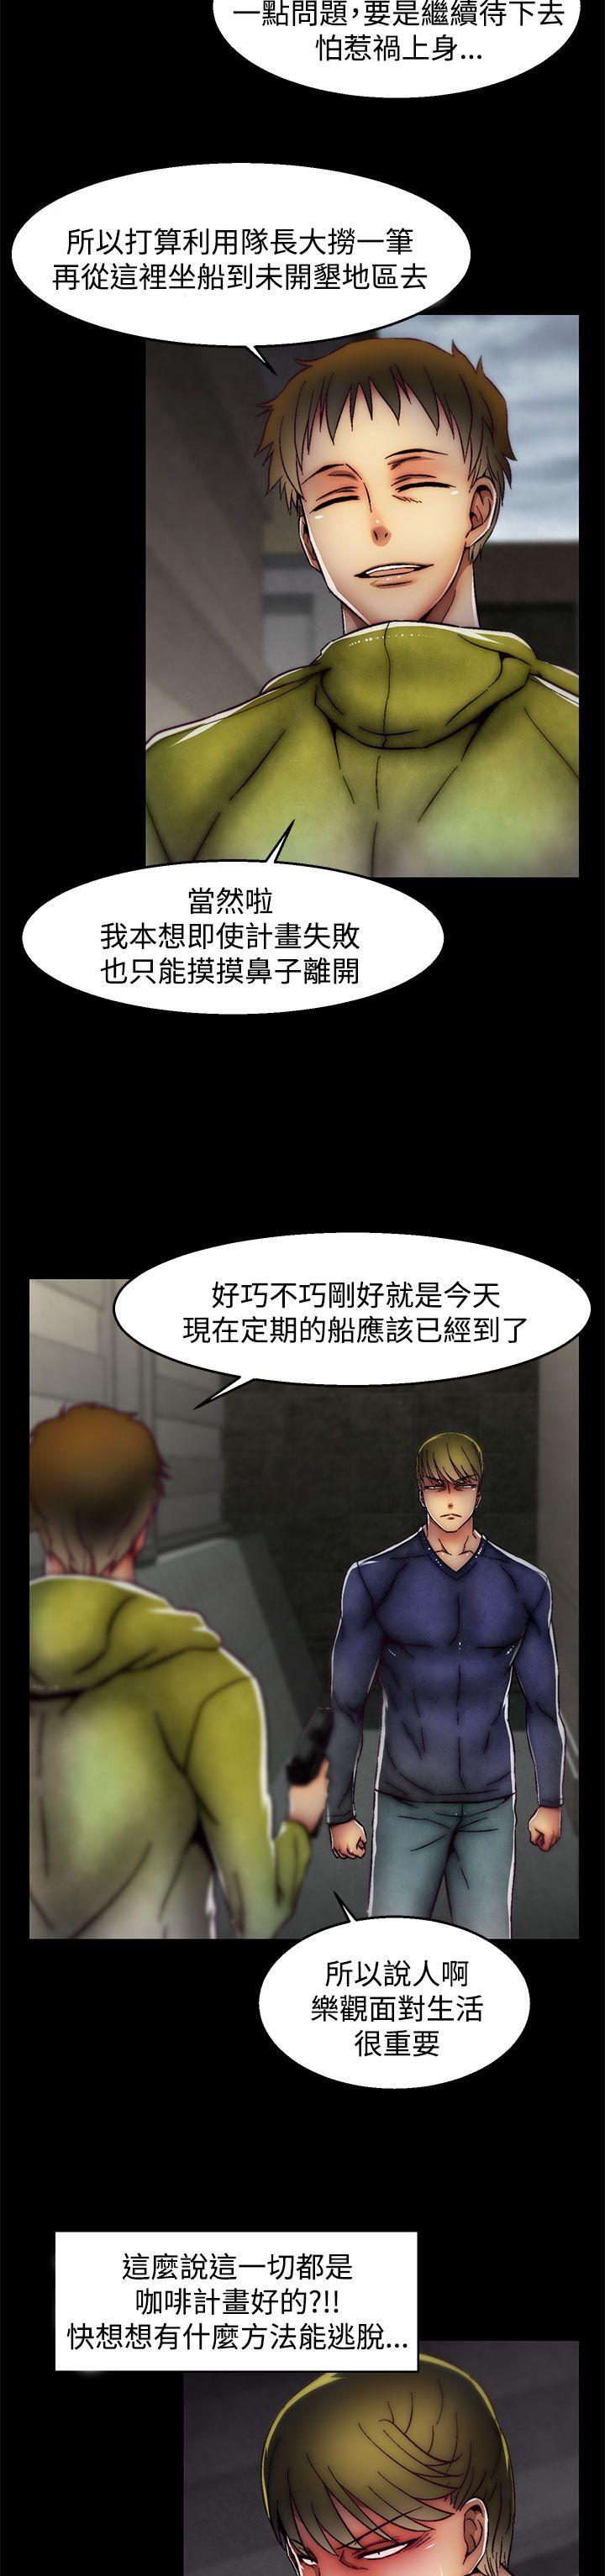 一點問題，要是繼續待下去
怕惹禍上身...
所以打算利用隊長大撈一筆
再從這裡坐船到未開墾地區去
當然啦
我本想即使計畫失敗
也只能摸摸鼻子離開
好巧不巧剛好就是今天
現在定期的船應該已經到了
所以說人啊
樂觀面對生活
很重要
這麼說這一切都是
咖啡計畫好的?!!
快想想有什麼方法能逃脫...